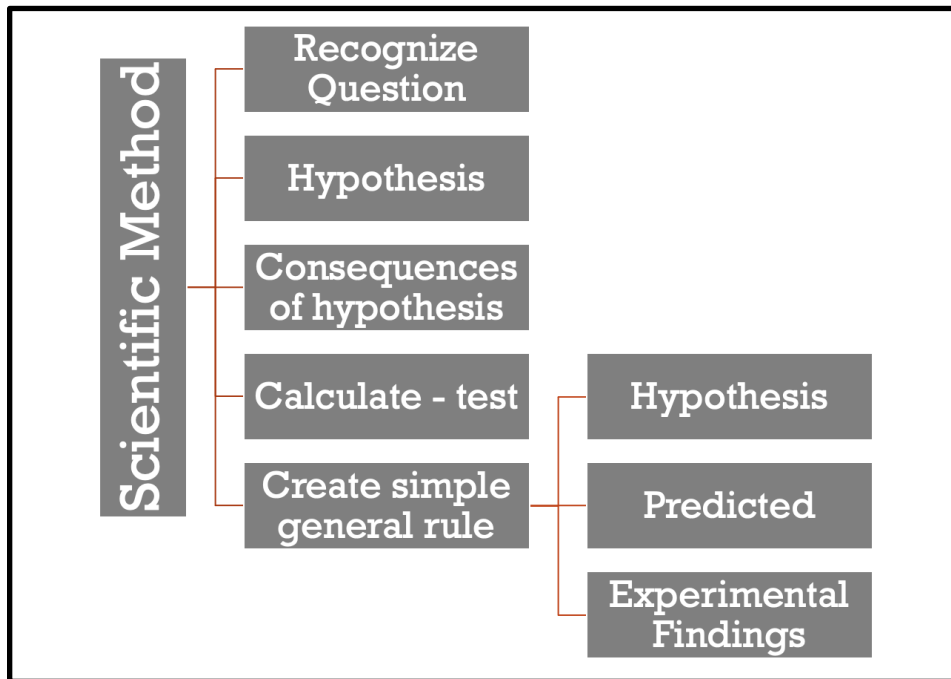 Scientific Method
Recognize
Question
Hypothesis
Consequences
of hypothesis
Calculate - test
Create simple
general rule
Hypothesis
Predicted
Experimental
Findings